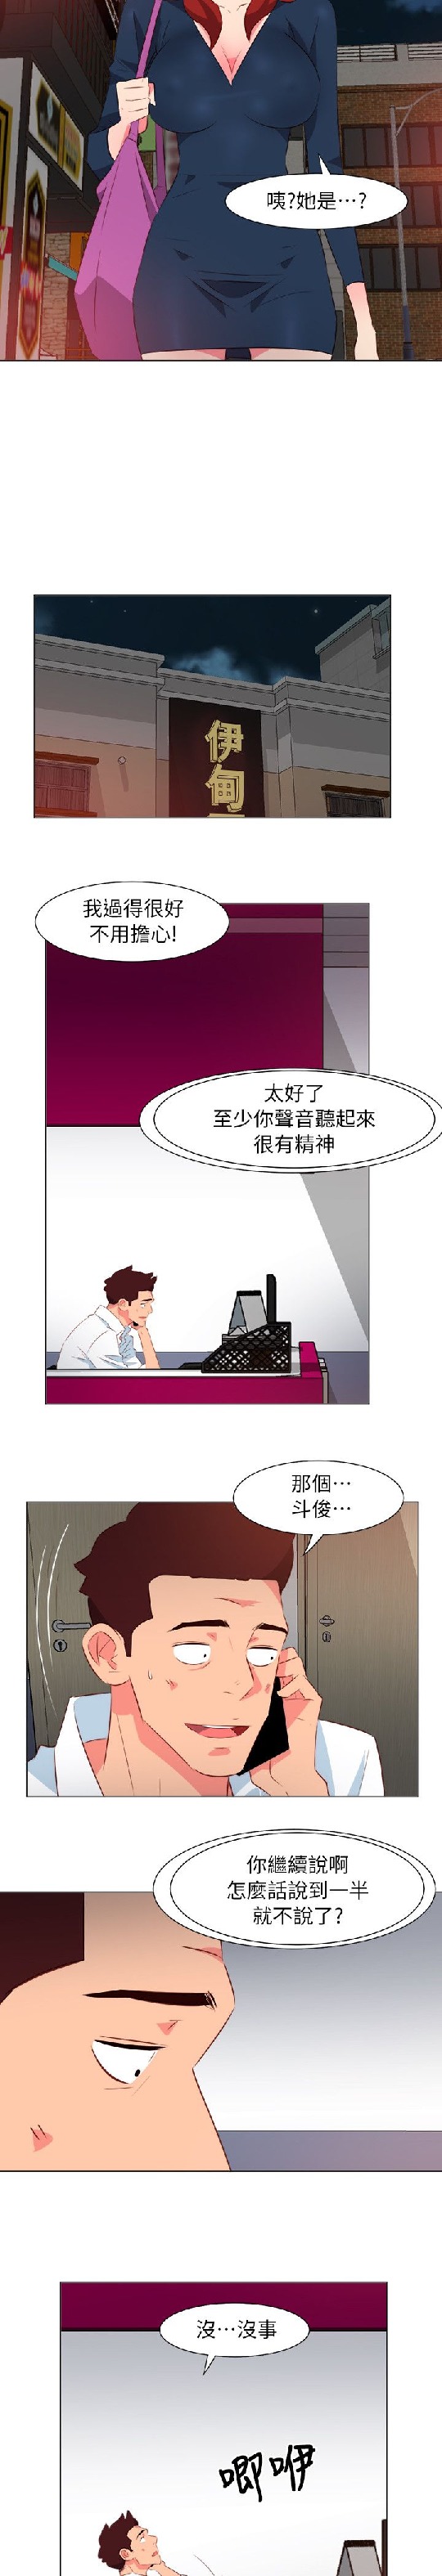 咦?她是…?
伊甸
我過得很好
不用擔心!
太好了
至少你聲音聽起來
很有精神
那個…
斗俊…
你繼續說啊
怎麼話說到一半
就不說了?
沒…沒事
唧咿